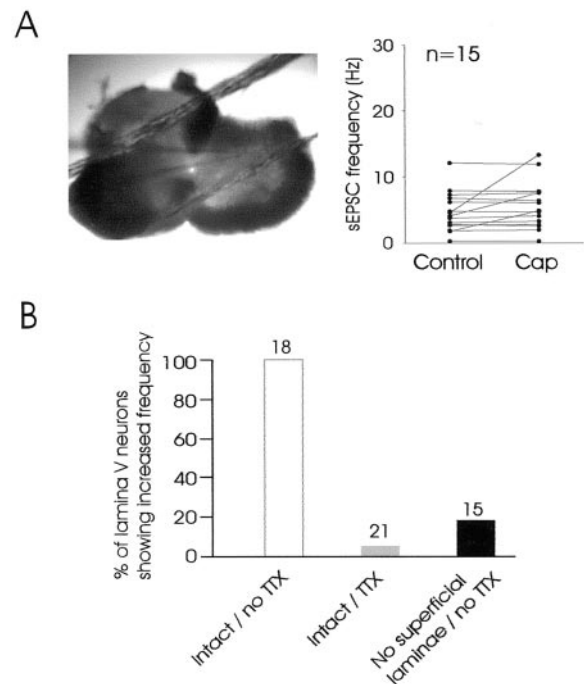 A
sEPSC frequency (Hz)
30
20
10
0
n=15
Control
Cap
B
% of lamina V neurons
showing increased frequency
100
80
60
40
20
0
18
21
15
Intact / no TTX
Intact / TTX
No superficial
laminae / no TTX